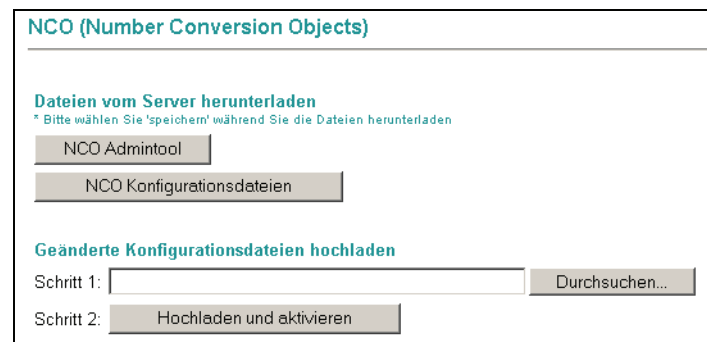 NCO (Number Conversion Objects)
Dateien vom Server herunterladen
* Bitte wählen Sie 'speichern' während Sie die Dateien herunterladen
NCO Admintool
NCO Konfigurationsdateien
Geänderte Konfigurationsdateien hochladen
Schritt 1: Durchsuchen...
Schritt 2: Hochladen und aktivieren